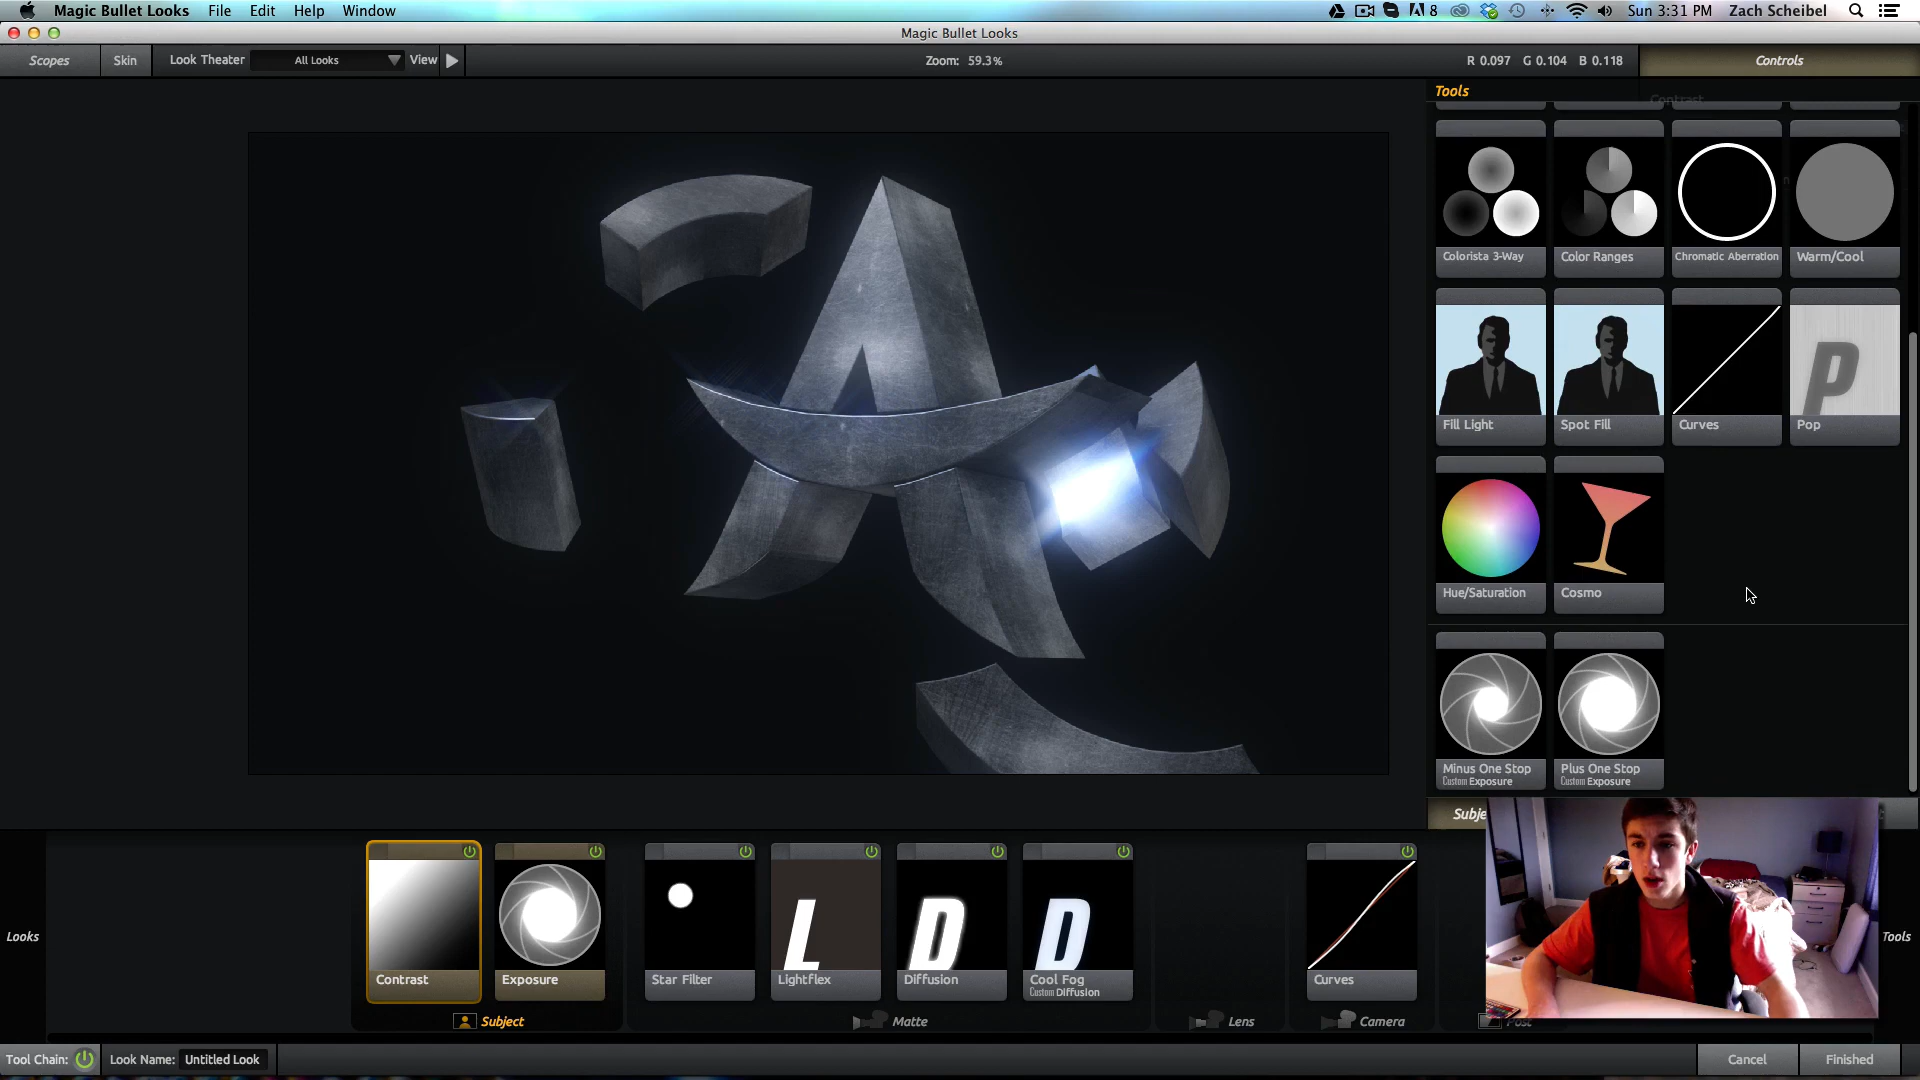 Magic Bullet Looks File Edit Help Window 8 Sun 3:31 PM Zach Scheibel
Magic Bullet Looks
Scopes Skin Look Theater All Looks View Zoom: 59.3% R 0.097 G 0.104 B 0.118 Controls
Tools
Contrast
Colorista 3-Way Color Ranges Chromatic Aberration Warm/Cool
P
Fill Light Spot Fill Curves Pop
Hue/Saturation Cosmo
Minus One Stop Plus One Stop
Custom Exposure Custom Exposure
Subje
L D D
Looks Tools
Contrast Exposure Star Filter Lightflex Diffusion Cool Fog Curves
Custom Diffusion
Subject Matte Lens Camera Post
Tool Chain: Look Name: Untitled Look Cancel Finished